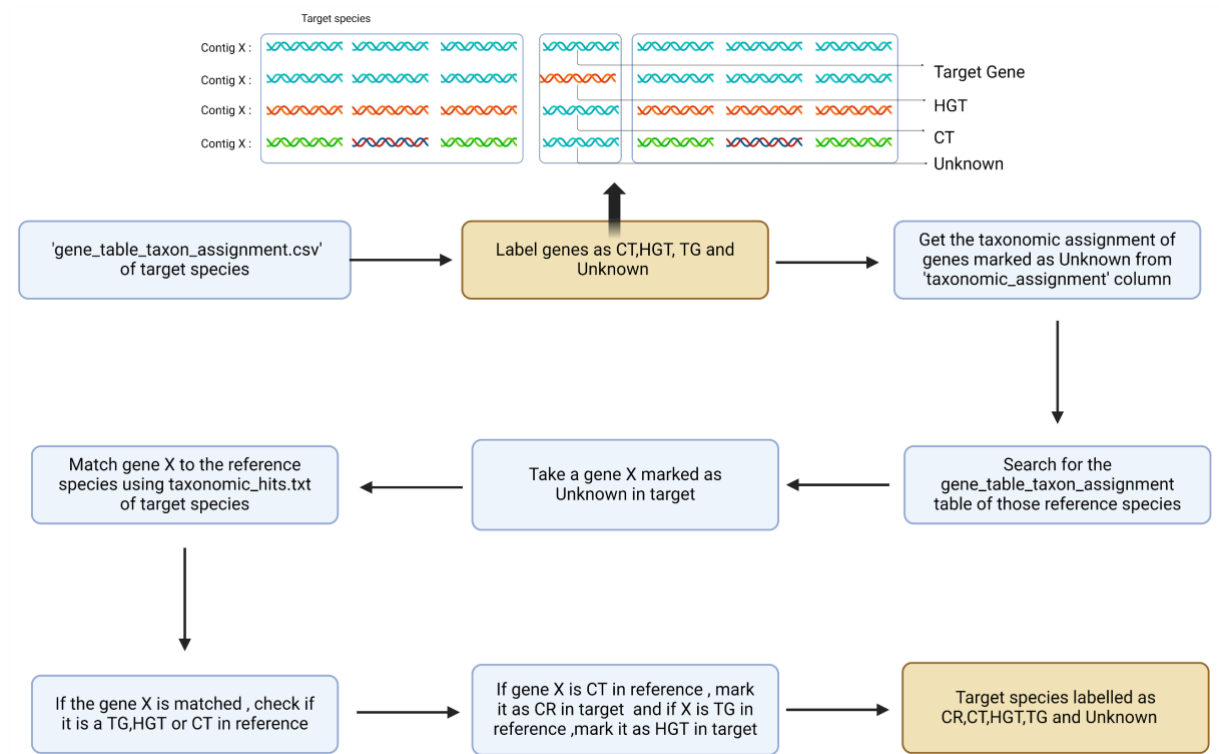 Target species
Contig X :
Contig X :
Contig X :
Contig X :
Target Gene
HGT
CT
Unknown
'gene_table_taxon_assignment.csv'
of target species
Label genes as CT,HGT, TG and
Unknown
Get the taxonomic assignment of
genes marked as Unknown from
'taxonomic_assignment' column
Search for the
gene_table_taxon_assignment
table of those reference species
Take a gene X marked as
Unknown in target
Match gene X to the reference
species using taxonomic_hits.txt
of target species
If the gene X is matched , check if
it is a TG,HGT or CT in reference
If gene X is CT in reference , mark
it as CR in target and if X is TG in
reference ,mark it as HGT in target
Target species labelled as
CR,CT,HGT,TG and Unknown